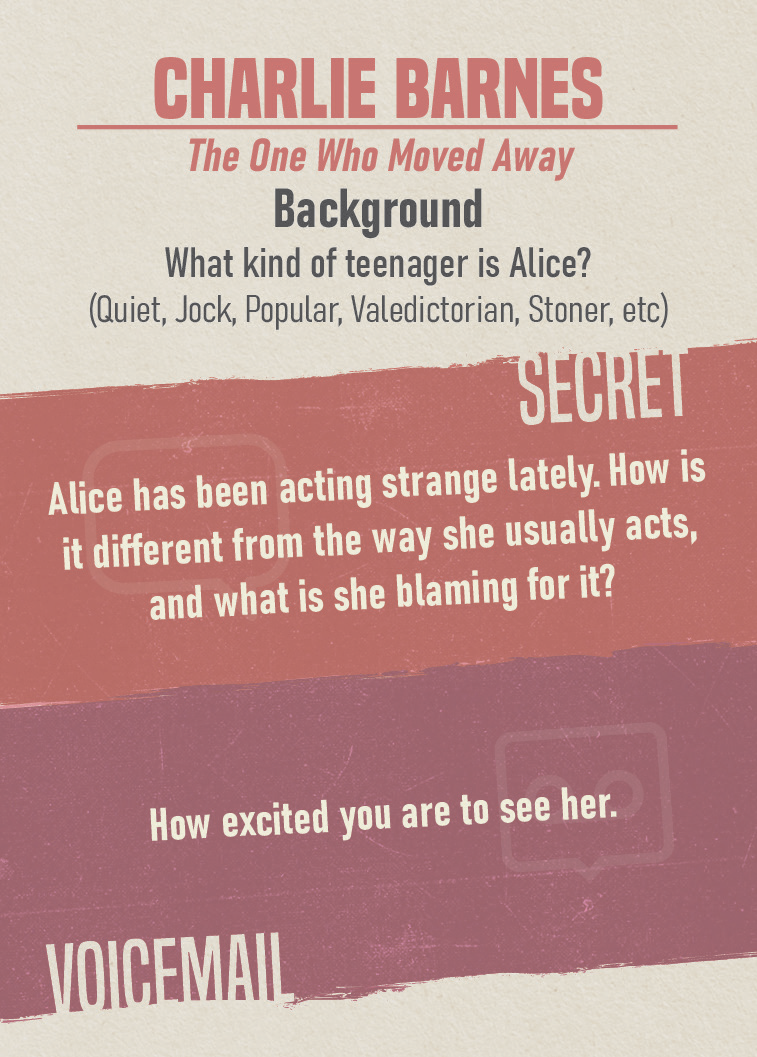 CHARLIE BARNES
The One Who Moved Away
Background
What kind of teenager is Alice?
(Quiet, Jock, Popular, Valedictorian, Stoner, etc)
SECRET
Alice has been acting strange lately. How is
it different from the way she usually acts,
and what is she blaming for it?
How excited you are to see her.
VOICEMAIL